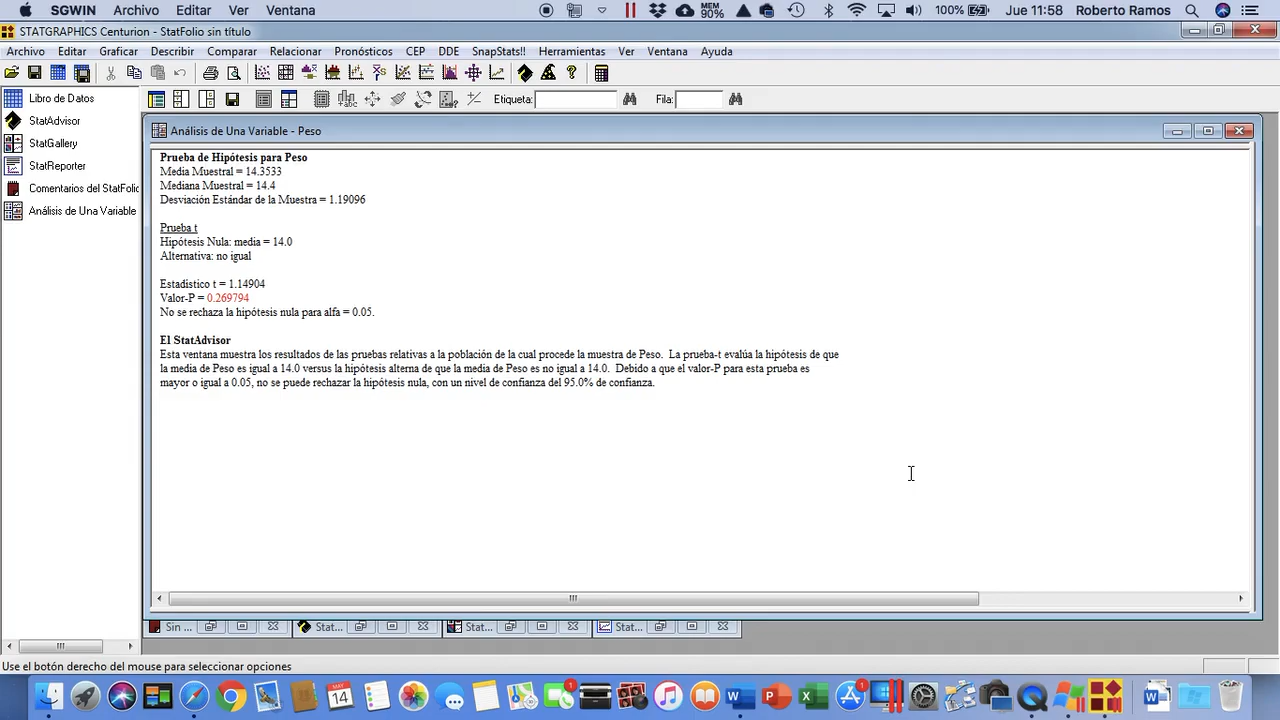 SGWIN Archivo Editar Ver Ventana MEM 90% 100% Jue 11:58 Roberto Ramos
STATGRAPHICS Centurion - StatFolio sin título
Archivo Editar Graficar Describir Comparar Relacionar Pronósticos CEP DDE SnapStats!! Herramientas Ver Ventana Ayuda
Etiqueta: Fila:
Libro de Datos
StatAdvisor
StatGallery
StatReporter
Comentarios del StatFolio
Análisis de Una Variable
Análisis de Una Variable - Peso
Prueba de Hipótesis para Peso
Media Muestral = 14.3533
Mediana Muestral = 14.4
Desviación Estándar de la Muestra = 1.19096
Prueba t
Hipótesis Nula: media = 14.0
Alternativa: no igual
Estadístico t = 1.14904
Valor-P = 0.269794
No se rechaza la hipótesis nula para alfa = 0.05.
El StatAdvisor
Esta ventana muestra los resultados de las pruebas relativas a la población de la cual procede la muestra de Peso. La prueba-t evalúa la hipótesis de que
la media de Peso es igual a 14.0 versus la hipótesis alterna de que la media de Peso es no igual a 14.0. Debido a que el valor-P para esta prueba es
mayor o igual a 0.05, no se puede rechazar la hipótesis nula, con un nivel de confianza del 95.0% de confianza.
Sin ... Stat... Stat... Stat...
Use el botón derecho del mouse para seleccionar opciones
MAY 14 1 1